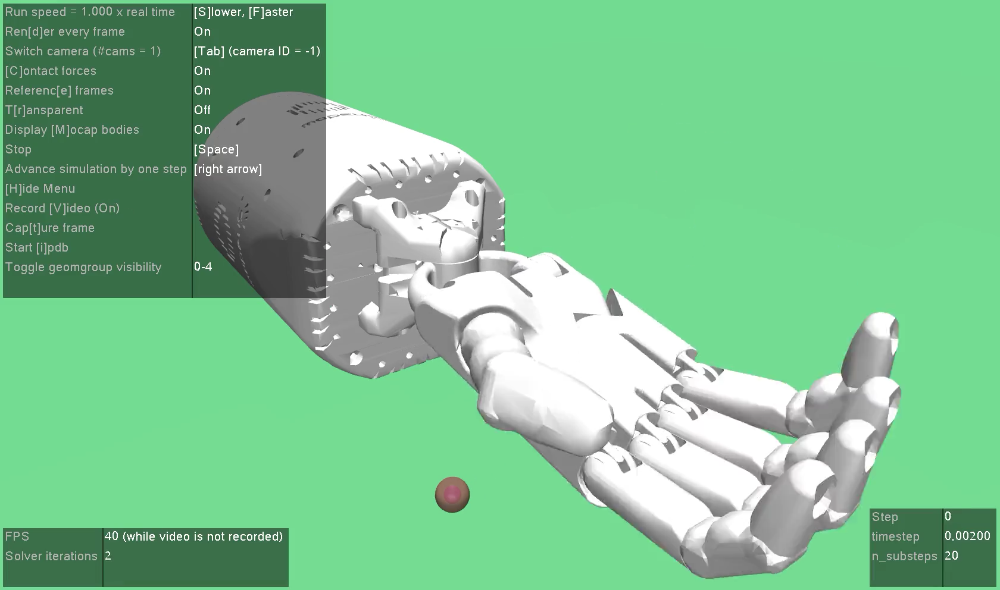 Run speed = 1.000 x real time [S]lower, [F]aster
Ren[d]er every frame On
Switch camera (#cams = 1) [Tab] (camera ID = -1)
[C]ontact forces On
Referenc[e] frames On
T[r]ansparent Off
Display [M]ocap bodies On
Stop [Space]
Advance simulation by one step [right arrow]
[H]ide Menu
Record [V]ideo (On)
Cap[t]ure frame
Start [i]pdb
Toggle geomgroup visibility 0-4
FPS 40 (while video is not recorded)
Solver iterations 2
Step 0
timestep 0.00200
n_substeps 20